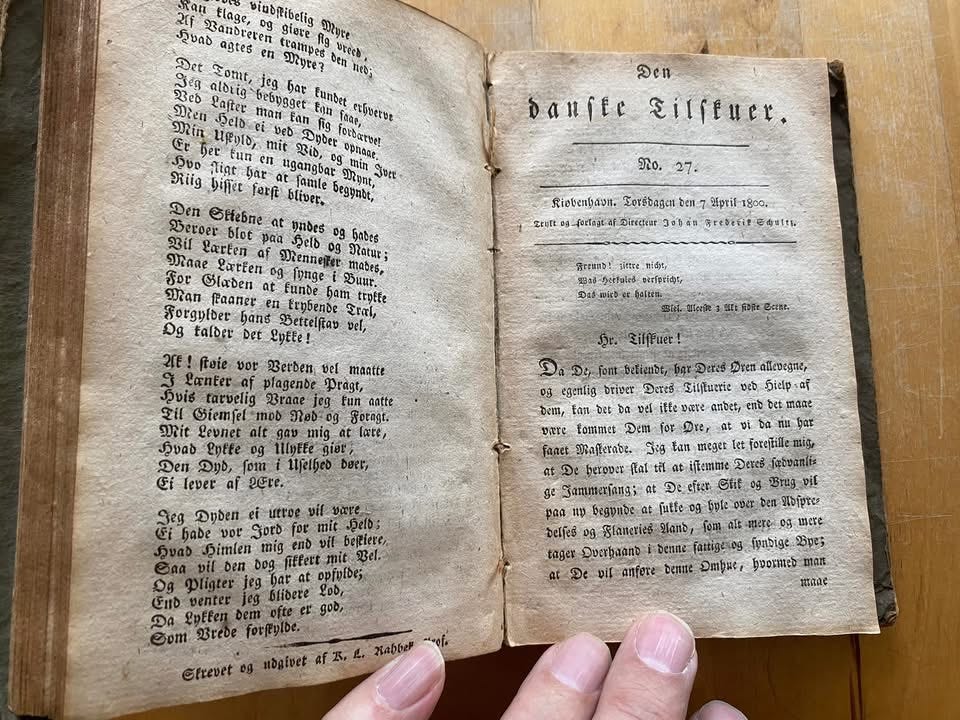 vindskibelig Myre
Kan klage, og giøre sig vreed,
Af Vandreren trampes den ned;
Hvad agtes en Myre?
Det Tomt, jeg har kundet erhverve
Jeg aldrig bebygget kan faae,
Ved Laster man kan sig fordærve!
Men Held ei ved Dyder opnaae.
Min Uskyld, mit Vid, og min Iver
Er her kun en ugangbar Mynt,
Hvo sligt har at samle begyndt,
Riig hisset først bliver.
Den Skiebne at yndes og hades
Beroer blot paa Held og Natur;
Vil Lærken af Mennesker mades,
Maae Lærken og synge i Buur.
For Glæden at kunde ham trykke
Man skaaner en krybende Træl,
Forgylder hans Bettelstav vel,
Og kalder det Lykke!
Ak! støie vor Verden vel maatte
I Lænker af plagende Pragt,
Hvis tarvelig Vraae jeg kun aatte
Til Giemsel mod Nød og Foragt.
Mit Levnet alt gav mig at lære,
Hvad Lykke og Ulykke giør,
Den Dyd, som i Uselhed døer,
Ei lever af Ære.
Jeg Dyden ei utroe vil være
Ei hade vor Jord for mit Held;
Hvad Himlen mig end vil beskiere,
Saa vil den dog sikkert mit Vel.
Og Pligter jeg har at opfylde;
End venter jeg blidere Lod,
Da Lykken dem ofte er god,
Som Vrede forskylde.
Skrevet og udgivet af K. L. Rahbek, Prof.
Den
danske Tilskuer.
No. 27.
Kiøbenhavn. Torsdagen den 7 April 1800.
Trykt og forlagt af Directeur Johan Frederik Schultz.
Freund! zittre nicht,
Was Herkules verspricht,
Das wird er halten.
Wiel. Alceste 3 Akt sidste Scene.
Hr. Tilskuer!
Da De, som bekiendt, har Deres Øren allevegne,
og egenlig driver Deres Tilskuerie ved Hielp af
dem, kan det da vel ikke være andet, end det maae
være kommet Dem for Øre, at vi da nu har
faaet Maskerade. Jeg kan meget let forestille mig,
at De herover skal til at istemme Deres sædvanli-
ge Jammersang; at De efter Skik og Brug vil
paa ny begynde at sukke og hyle over den Adspre-
delses og Flaneries Aand, som alt mere og mere
tager Overhaand i denne fattige og syndige Bye;
at De vil anføre denne Omhue, hvormed man
maae